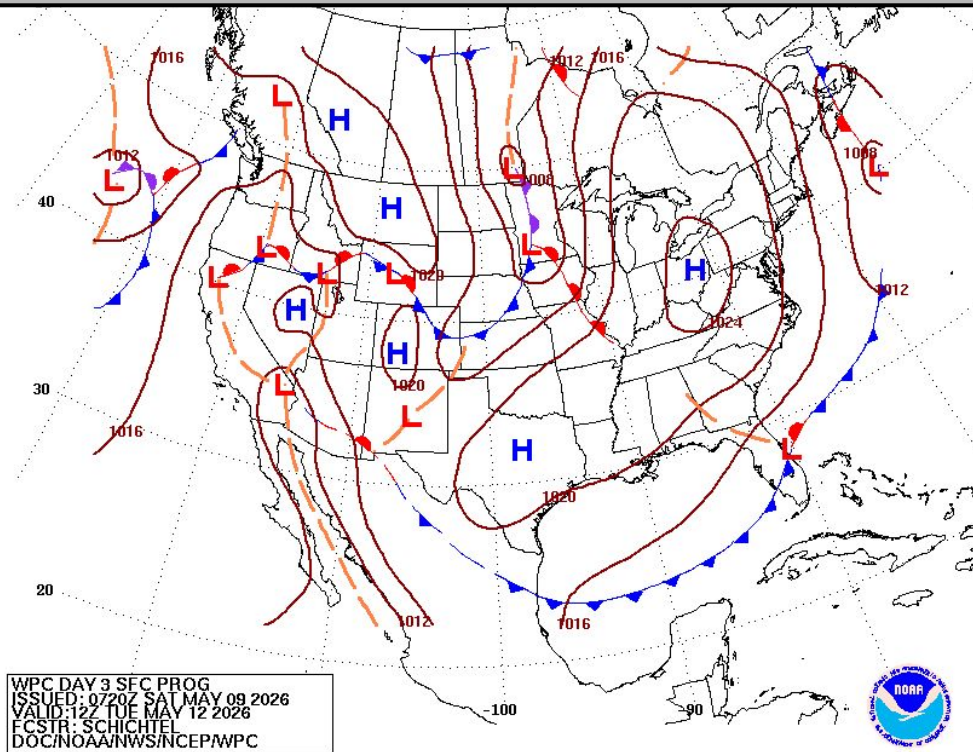 1016
1012
1016
L
H
1012
L
1008
L
1008
L
40
H
L
L
H
L
L
L
1020
1012
H
1024
H
L
1020
30
L
1016
H
L
1020
20
1012
1016
WPC DAY 3 SFC PROG
ISSUED: 0720Z SAT MAY 09 2026
VALID:12Z TUE MAY 12 2026
FCSTR: SCHICHTEL
DOC/NOAA/NWS/NCEP/WPC
-100
-90
NOAA